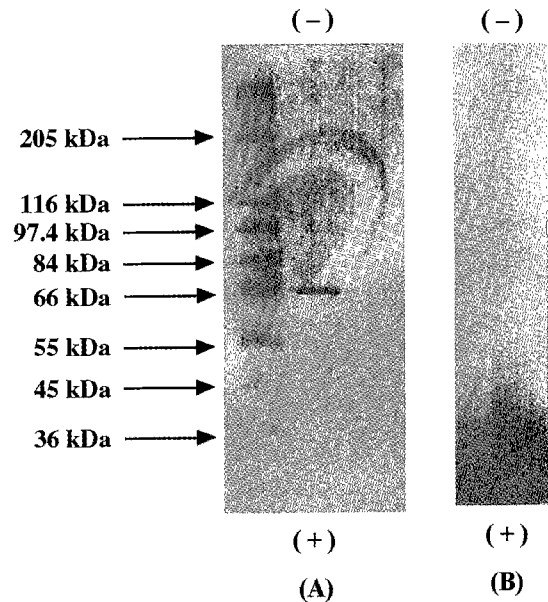 (−) (−)
205 kDa
116 kDa
97.4 kDa
84 kDa
66 kDa
55 kDa
45 kDa
36 kDa
(+) (+)
(A) (B)